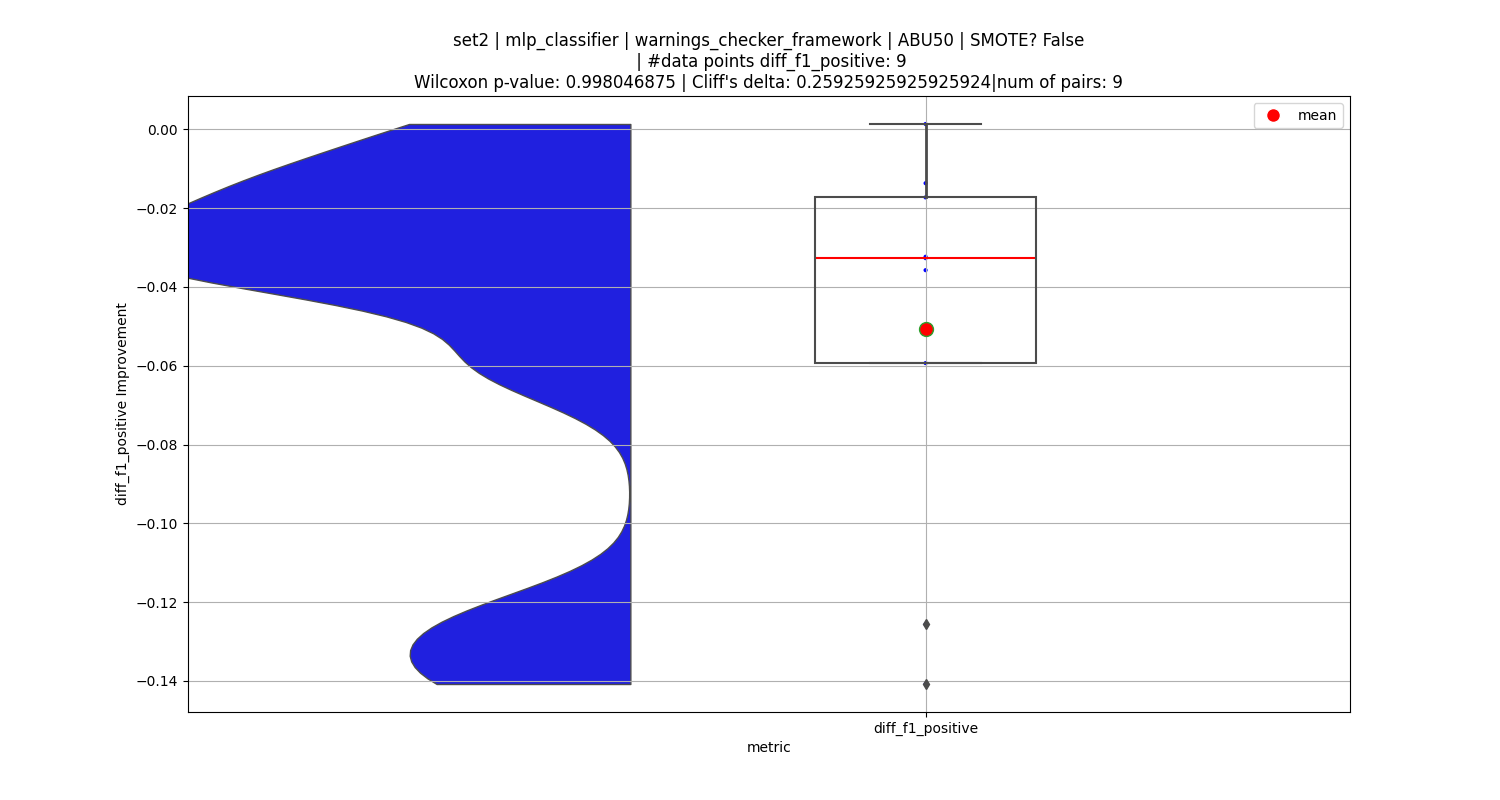 set2 | mlp_classifier | warnings_checker_framework | ABU50 | SMOTE? False
| #data points diff_f1_positive: 9
Wilcoxon p-value: 0.998046875 | Cliff's delta: 0.25925925925925924|num of pairs: 9
mean
0.00
−0.02
−0.04
−0.06
−0.08
−0.10
−0.12
−0.14
diff_f1_positive Improvement
diff_f1_positive
metric